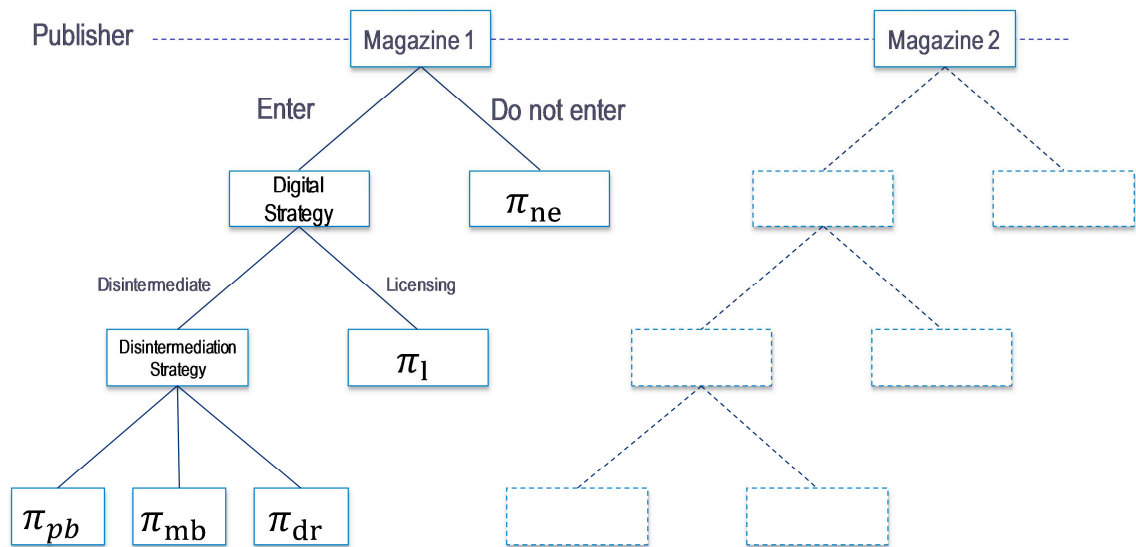 Publisher
Magazine 1
Magazine 2
Enter
Do not enter
Digital
Strategy
π_ne
Disintermediate
Licensing
Disintermediation
Strategy
π_l
π_pb
π_mb
π_dr